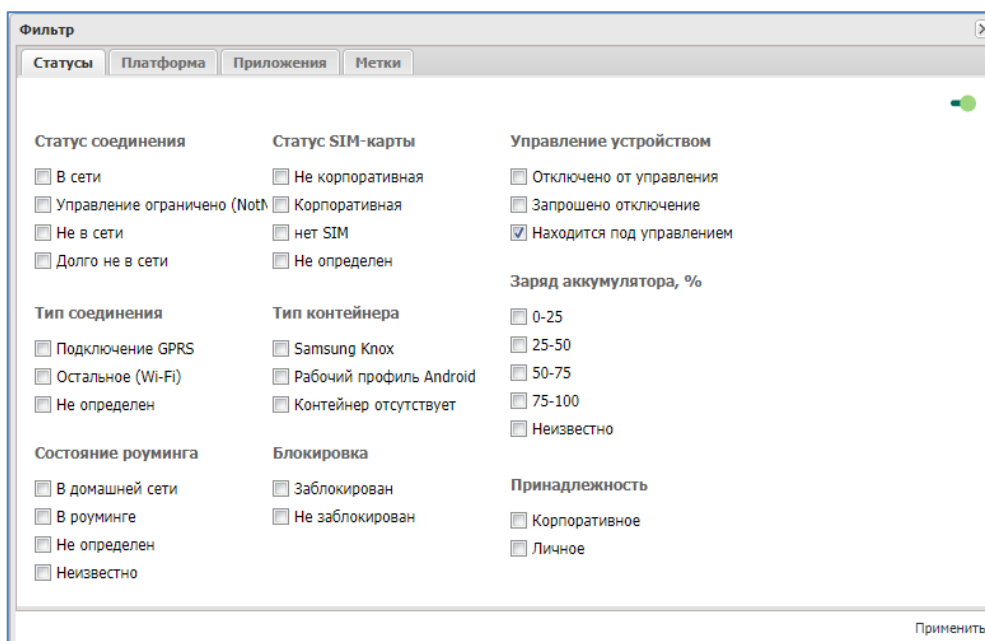 Фильтр
Статусы
Платформа
Приложения
Метки
Статус соединения
В сети
Управление ограничено (NotN
Не в сети
Долго не в сети
Тип соединения
Подключение GPRS
Остальное (Wi-Fi)
Не определен
Состояние роуминга
В домашней сети
В роуминге
Не определен
Неизвестно
Статус SIM-карты
Не корпоративная
Корпоративная
нет SIM
Не определен
Тип контейнера
Samsung Knox
Рабочий профиль Android
Контейнер отсутствует
Блокировка
Заблокирован
Не заблокирован
Управление устройством
Отключено от управления
Запрошено отключение
Находится под управлением
Заряд аккумулятора, %
0-25
25-50
50-75
75-100
Неизвестно
Принадлежность
Корпоративное
Личное
Применить